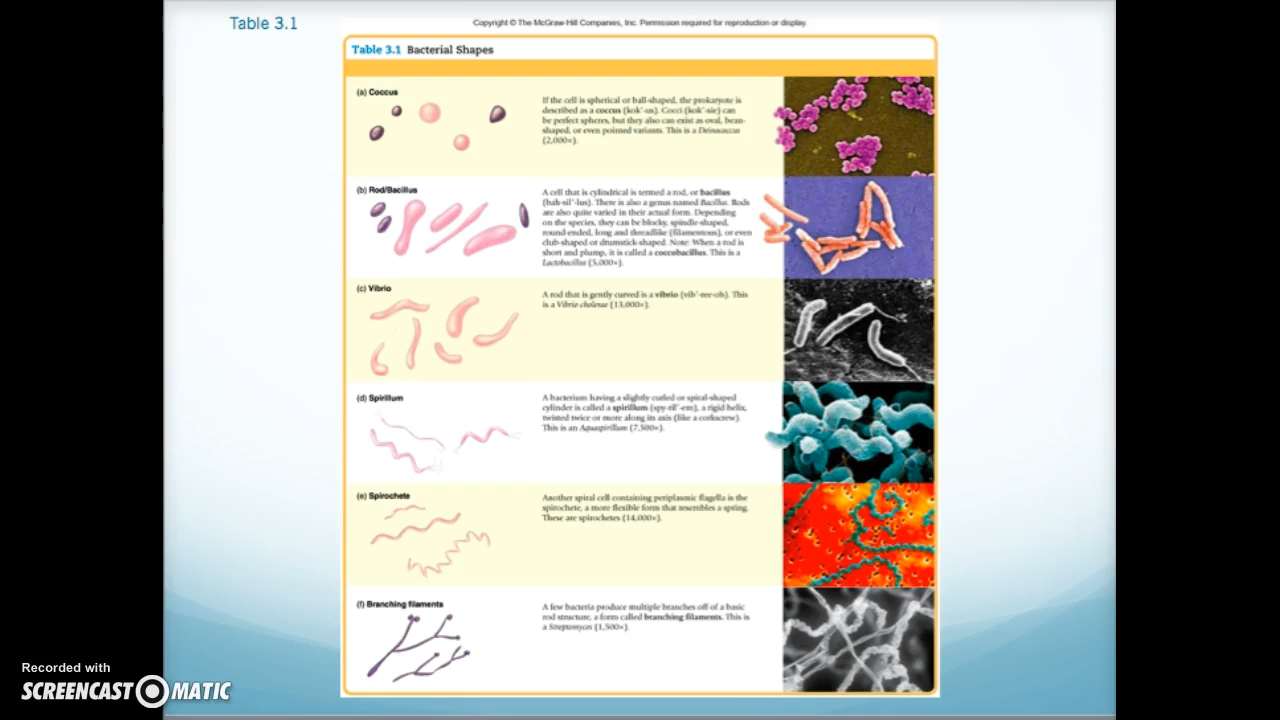 Table 3.1
Copyright © The McGraw-Hill Companies, Inc. Permission required for reproduction or display.
Table 3.1 Bacterial Shapes
(a) Coccus
If the cell is spherical or ball-shaped, the prokaryote is
described as a coccus (kok'-us). Cocci (kok'-sie) can
be perfect spheres, but they also can exist as oval, bean-
shaped, or even pointed variants. This is a Deinococcus
(2,000×).
(b) Rod/Bacillus
A cell that is cylindrical is termed a rod, or bacillus
(bah-sil'-lus). There is also a genus named Bacillus. Rods
are also quite varied in their actual form. Depending
on the species, they can be blocky, spindle-shaped,
round-ended, long and threadlike (filamentous), or even
club-shaped or drumstick-shaped. Note: When a rod is
short and plump, it is called a coccobacillus. This is a
Lactobacillus (5,000×).
(c) Vibrio
A rod that is gently curved is a vibrio (vib'-ree-oh). This
is a Vibrio cholerae (13,000×).
(d) Spirillum
A bacterium having a slightly curled or spiral-shaped
cylinder is called a spirillum (spy-ril'-em), a rigid helix,
twisted twice or more along its axis (like a corkscrew).
This is an Aquaspirillum (7,500×).
(e) Spirochete
Another spiral cell containing periplasmic flagella is the
spirochete, a more flexible form that resembles a spring.
These are spirochetes (14,000×).
(f) Branching filaments
A few bacteria produce multiple branches off of a basic
rod structure, a form called branching filaments. This is
a Streptomyces (1,500×).
Recorded with
SCREENCAST MATIC